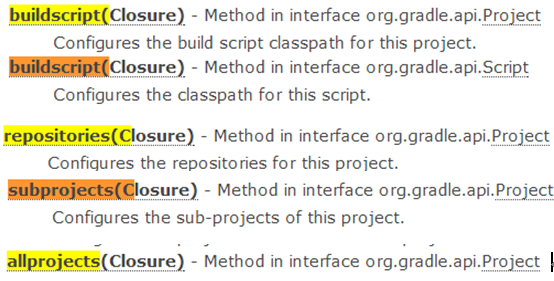 buildscript(Closure) - Method in interface org.gradle.api.Project
Configures the build script classpath for this project.
buildscript(Closure) - Method in interface org.gradle.api.Script
Configures the classpath for this script.
repositories(Closure) - Method in interface org.gradle.api.Project
Configures the repositories for this project.
subprojects(Closure) - Method in interface org.gradle.api.Project
Configures the sub-projects of this project.
allprojects(Closure) - Method in interface org.gradle.api.Project